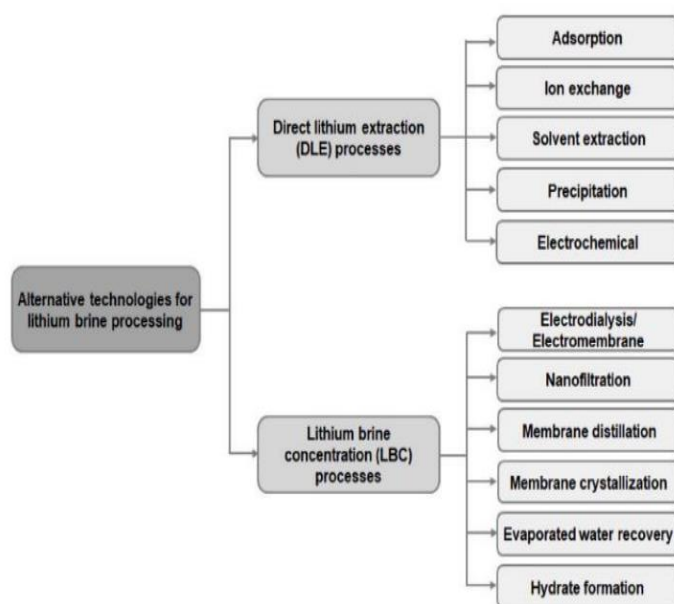 Alternative technologies for
lithium brine processing
Direct lithium extraction
(DLE) processes
Adsorption
Ion exchange
Solvent extraction
Precipitation
Electrochemical
Lithium brine
concentration (LBC)
processes
Electrodialysis/
Electromembrane
Nanofiltration
Membrane distillation
Membrane crystallization
Evaporated water recovery
Hydrate formation